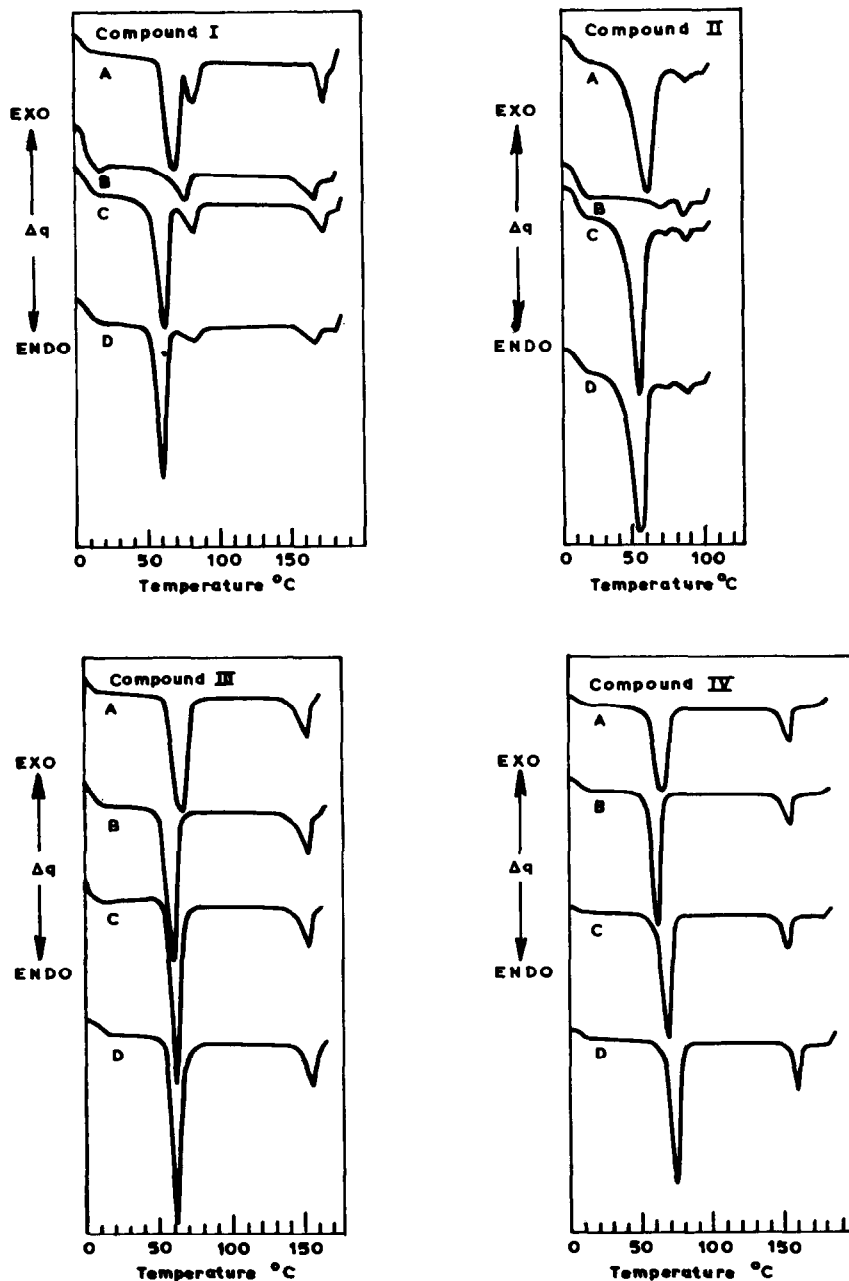 Compound I
A
B
C
D
EXO
Δq
ENDO
0 50 100 150
Temperature °C
Compound II
A
B
C
D
EXO
Δq
ENDO
0 50 100
Temperature °C
Compound III
A
B
C
D
EXO
Δq
ENDO
0 50 100 150
Temperature °C
Compound IV
A
B
C
D
EXO
Δq
ENDO
0 50 100 150
Temperature °C